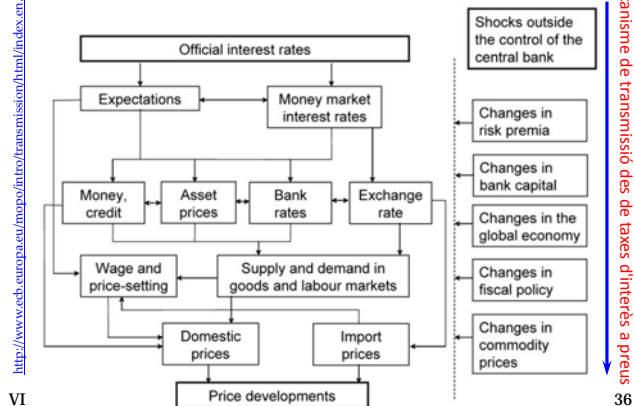 http://www.ecb.europa.eu/mopo/intro/transmission/html/index.en.
Official interest rates
Expectations
Money market
interest rates
Money,
credit
Asset
prices
Bank
rates
Exchange
rate
Wage and
price-setting
Supply and demand in
goods and labour markets
Domestic
prices
Import
prices
Price developments
Shocks outside
the control of the
central bank
Changes in
risk premia
Changes in
bank capital
Changes in the
global economy
Changes in
fiscal policy
Changes in
commodity
prices
canisme de transmissió des de taxes d'interès a preus
VI
36